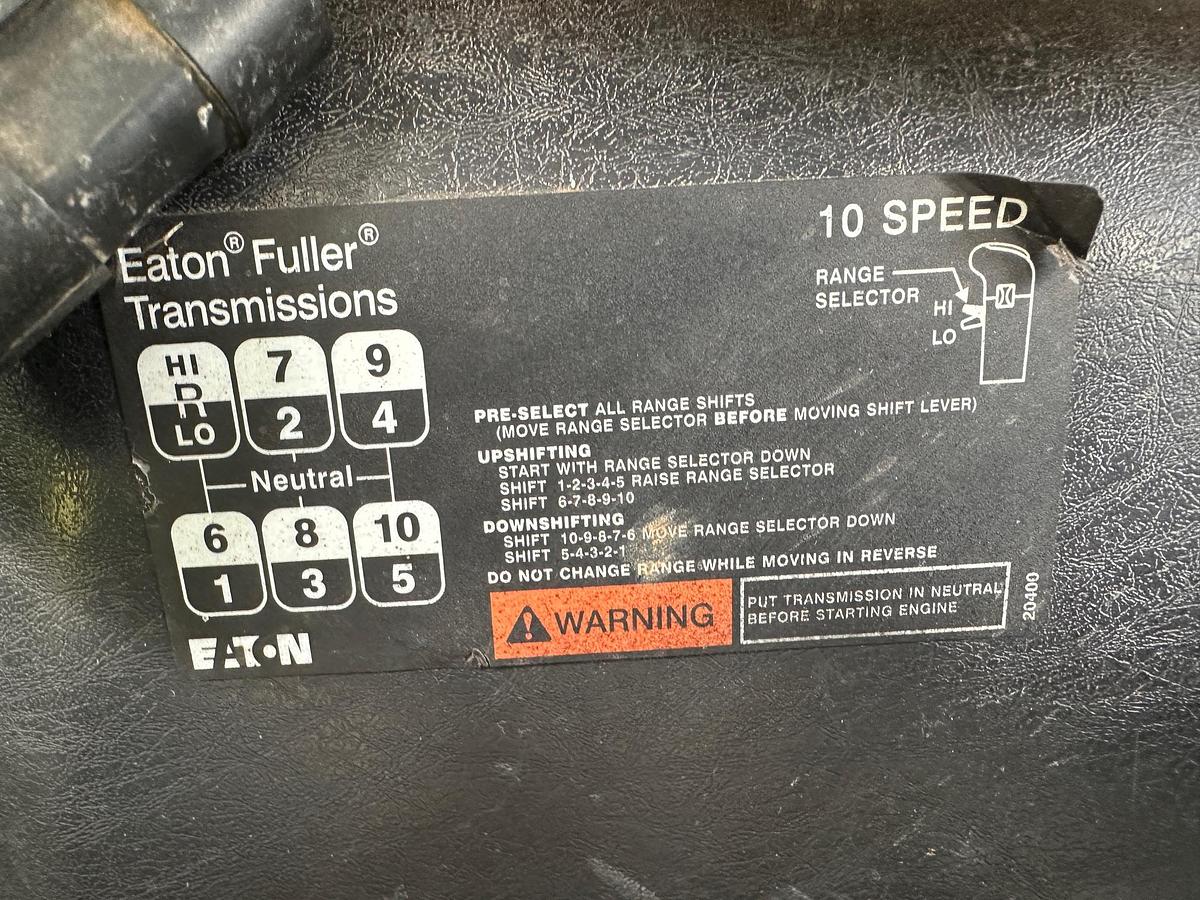 Eaton® Fuller®
Transmissions
10 SPEED
RANGE
SELECTOR
HI
LO
HI
R
LO
7
2
9
4
Neutral
6
1
8
3
10
5
EATON
PRE-SELECT ALL RANGE SHIFTS
(MOVE RANGE SELECTOR BEFORE MOVING SHIFT LEVER)
UPSHIFTING
START WITH RANGE SELECTOR DOWN
SHIFT 1-2-3-4-5 RAISE RANGE SELECTOR
SHIFT 6-7-8-9-10
DOWNSHIFTING
SHIFT 10-9-8-7-6 MOVE RANGE SELECTOR DOWN
SHIFT 5-4-3-2-1
DO NOT CHANGE RANGE WHILE MOVING IN REVERSE
WARNING
PUT TRANSMISSION IN NEUTRAL
BEFORE STARTING ENGINE
20400